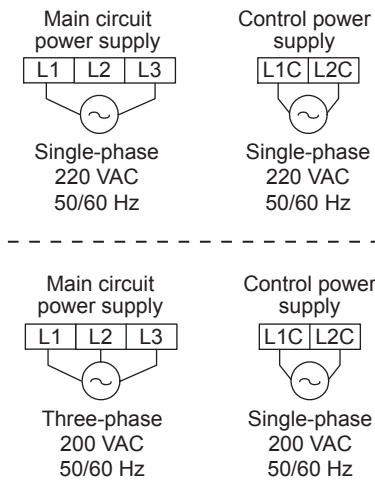 Main circuit
power supply
L1 L2 L3
Single-phase
220 VAC
50/60 Hz
Control power
supply
L1C L2C
Single-phase
220 VAC
50/60 Hz
Main circuit
power supply
L1 L2 L3
Three-phase
200 VAC
50/60 Hz
Control power
supply
L1C L2C
Single-phase
200 VAC
50/60 Hz